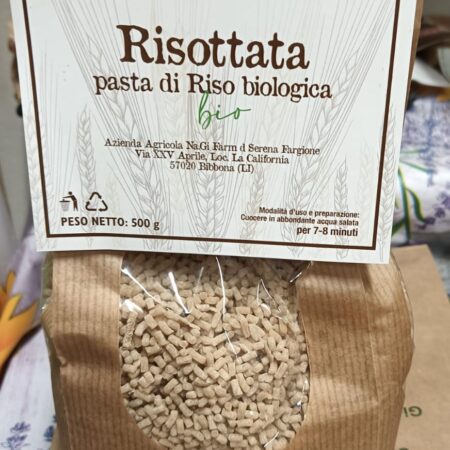 Risottata
pasta di Riso biologica
bio
Azienda Agricola Na.Gi Farm d Serena Fargione
Via XXV Aprile, Loc. La California
57020 Bibbona (LI)
PESO NETTO: 500 g
Modalità d'uso e preparazione:
Cuocere in abbondante acqua salata
per 7-8 minuti